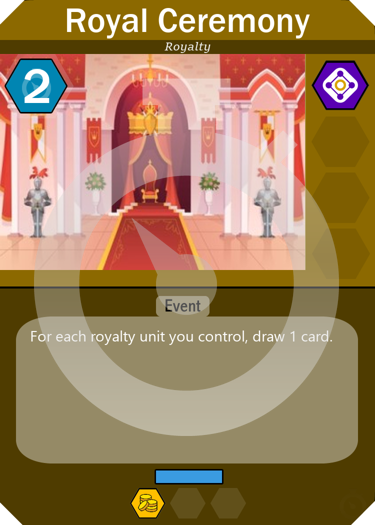 Royal Ceremony
Royalty
2
Event
For each royalty unit you control, draw 1 card.